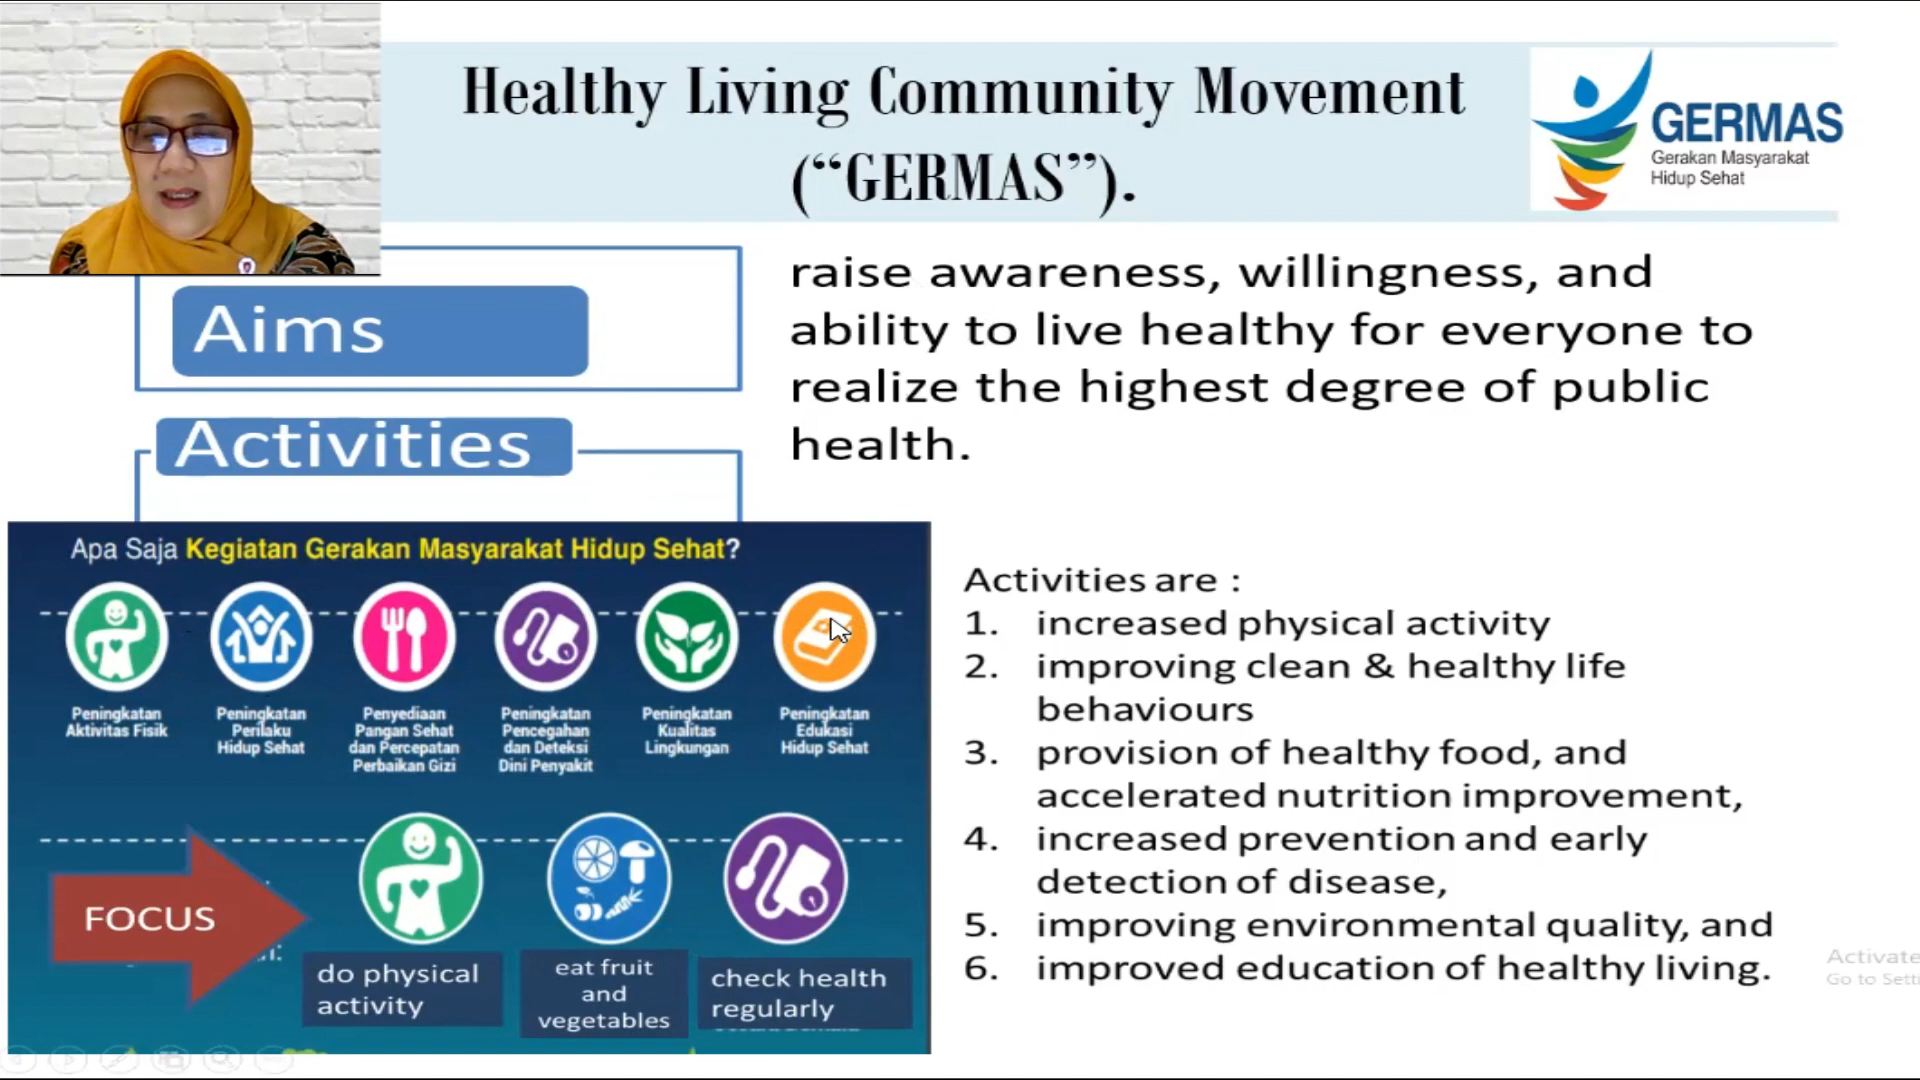 Healthy Living Community Movement
(“GERMAS”).
GERMAS
Gerakan Masyarakat
Hidup Sehat
Aims
raise awareness, willingness, and
ability to live healthy for everyone to
realize the highest degree of public
health.
Activities
Apa Saja Kegiatan Gerakan Masyarakat Hidup Sehat?
Peningkatan
Aktivitas Fisik
Peningkatan
Perilaku
Hidup Sehat
Penyediaan
Pangan Sehat
dan Percepatan
Perbaikan Gizi
Peningkatan
Pencegahan
dan Deteksi
Dini Penyakit
Peningkatan
Kualitas
Lingkungan
Peningkatan
Edukasi
Hidup Sehat
FOCUS
do physical
activity
eat fruit
and
vegetables
check health
regularly
Activities are :
1. increased physical activity
2. improving clean & healthy life
behaviours
3. provision of healthy food, and
accelerated nutrition improvement,
4. increased prevention and early
detection of disease,
5. improving environmental quality, and
6. improved education of healthy living.
Activate
Go to Setti